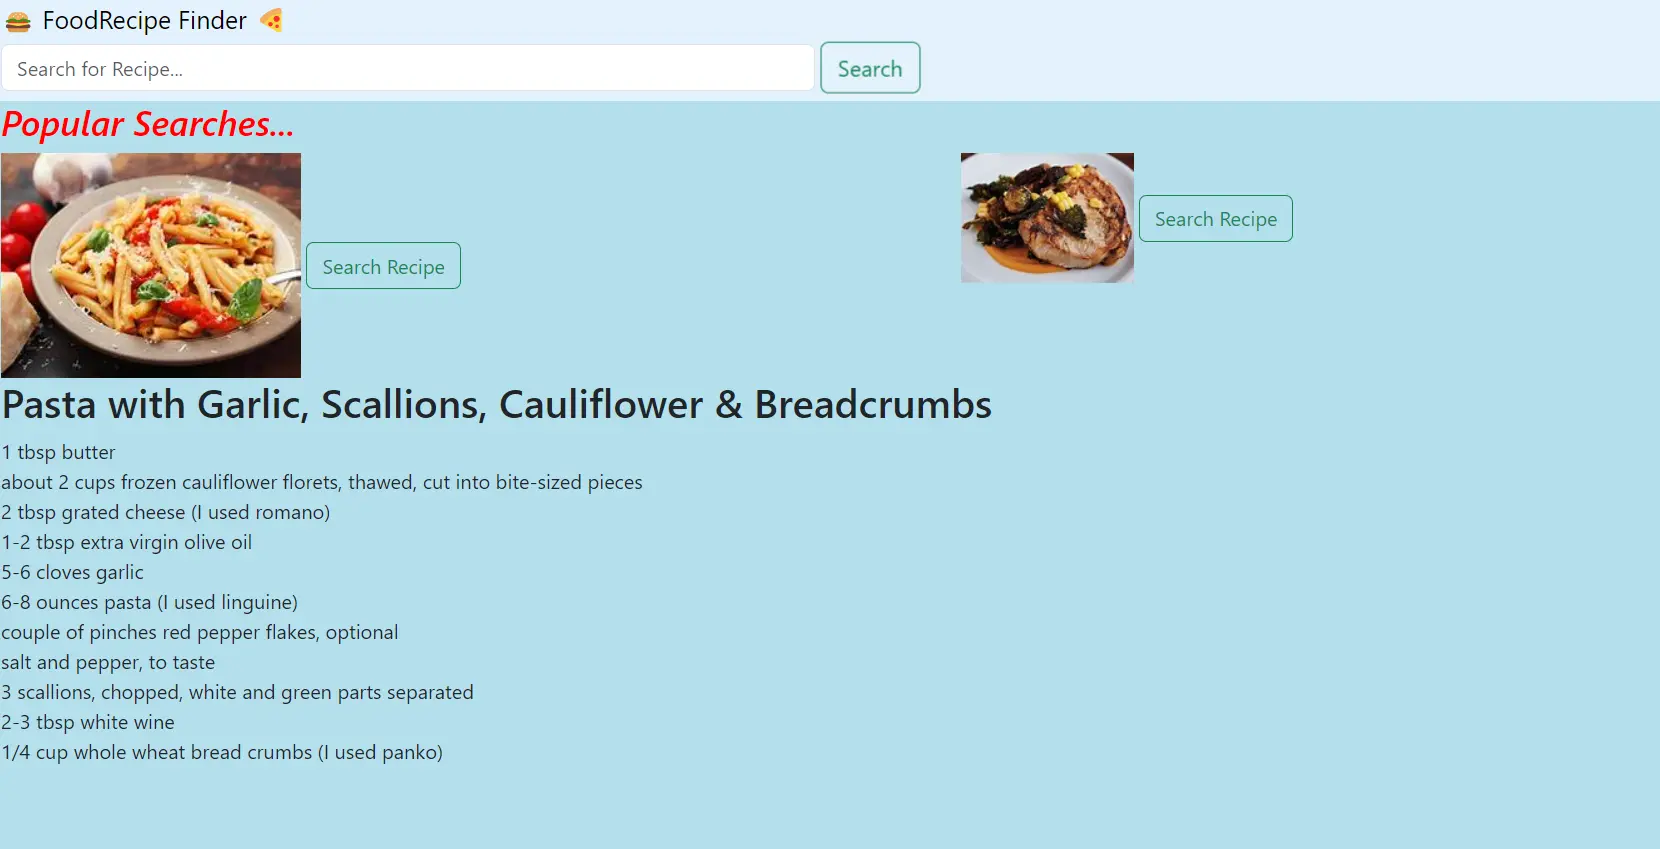 🍔 FoodRecipe Finder 🍕
Search for Recipe...
Search
Popular Searches...
Search Recipe
Search Recipe
Pasta with Garlic, Scallions, Cauliflower & Breadcrumbs
1 tbsp butter
about 2 cups frozen cauliflower florets, thawed, cut into bite-sized pieces
2 tbsp grated cheese (I used romano)
1-2 tbsp extra virgin olive oil
5-6 cloves garlic
6-8 ounces pasta (I used linguine)
couple of pinches red pepper flakes, optional
salt and pepper, to taste
3 scallions, chopped, white and green parts separated
2-3 tbsp white wine
1/4 cup whole wheat bread crumbs (I used panko)